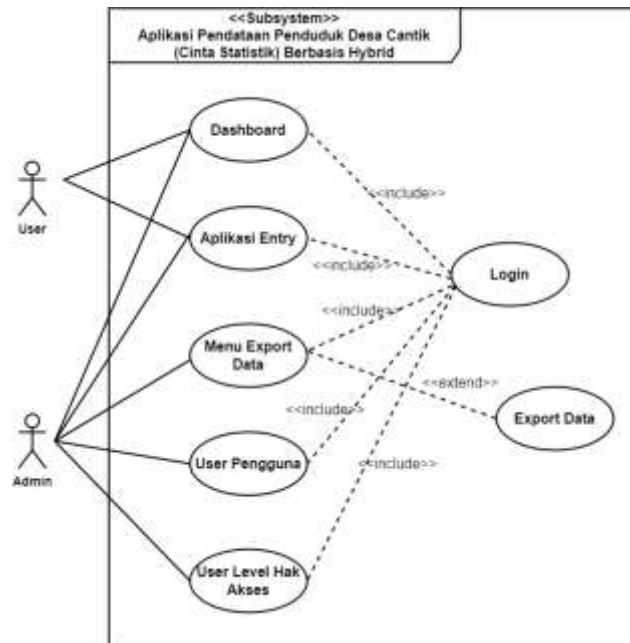 <<Subsystem>>
Aplikasi Pendataan Penduduk Desa Cantik
(Cinta Statistik) Berbasis Hybrid
Dashboard
<<include>>
User
Aplikasi Entry
<<include>>
Login
<<include>>
Menu Export
Data
<<extend>>
<<include>>
Export Data
Admin
User Pengguna
<<include>>
User Level Hak
Akses